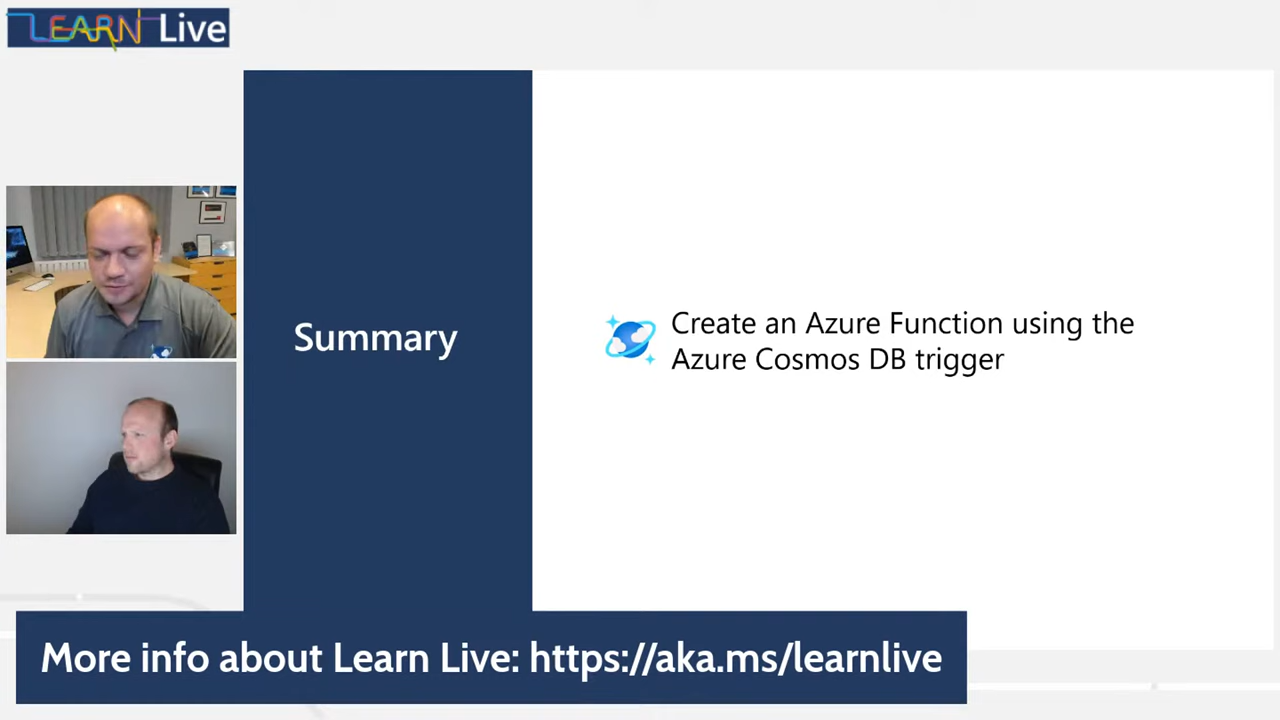 LEARN Live
Summary
Create an Azure Function using the
Azure Cosmos DB trigger
More info about Learn Live: https://aka.ms/learnlive